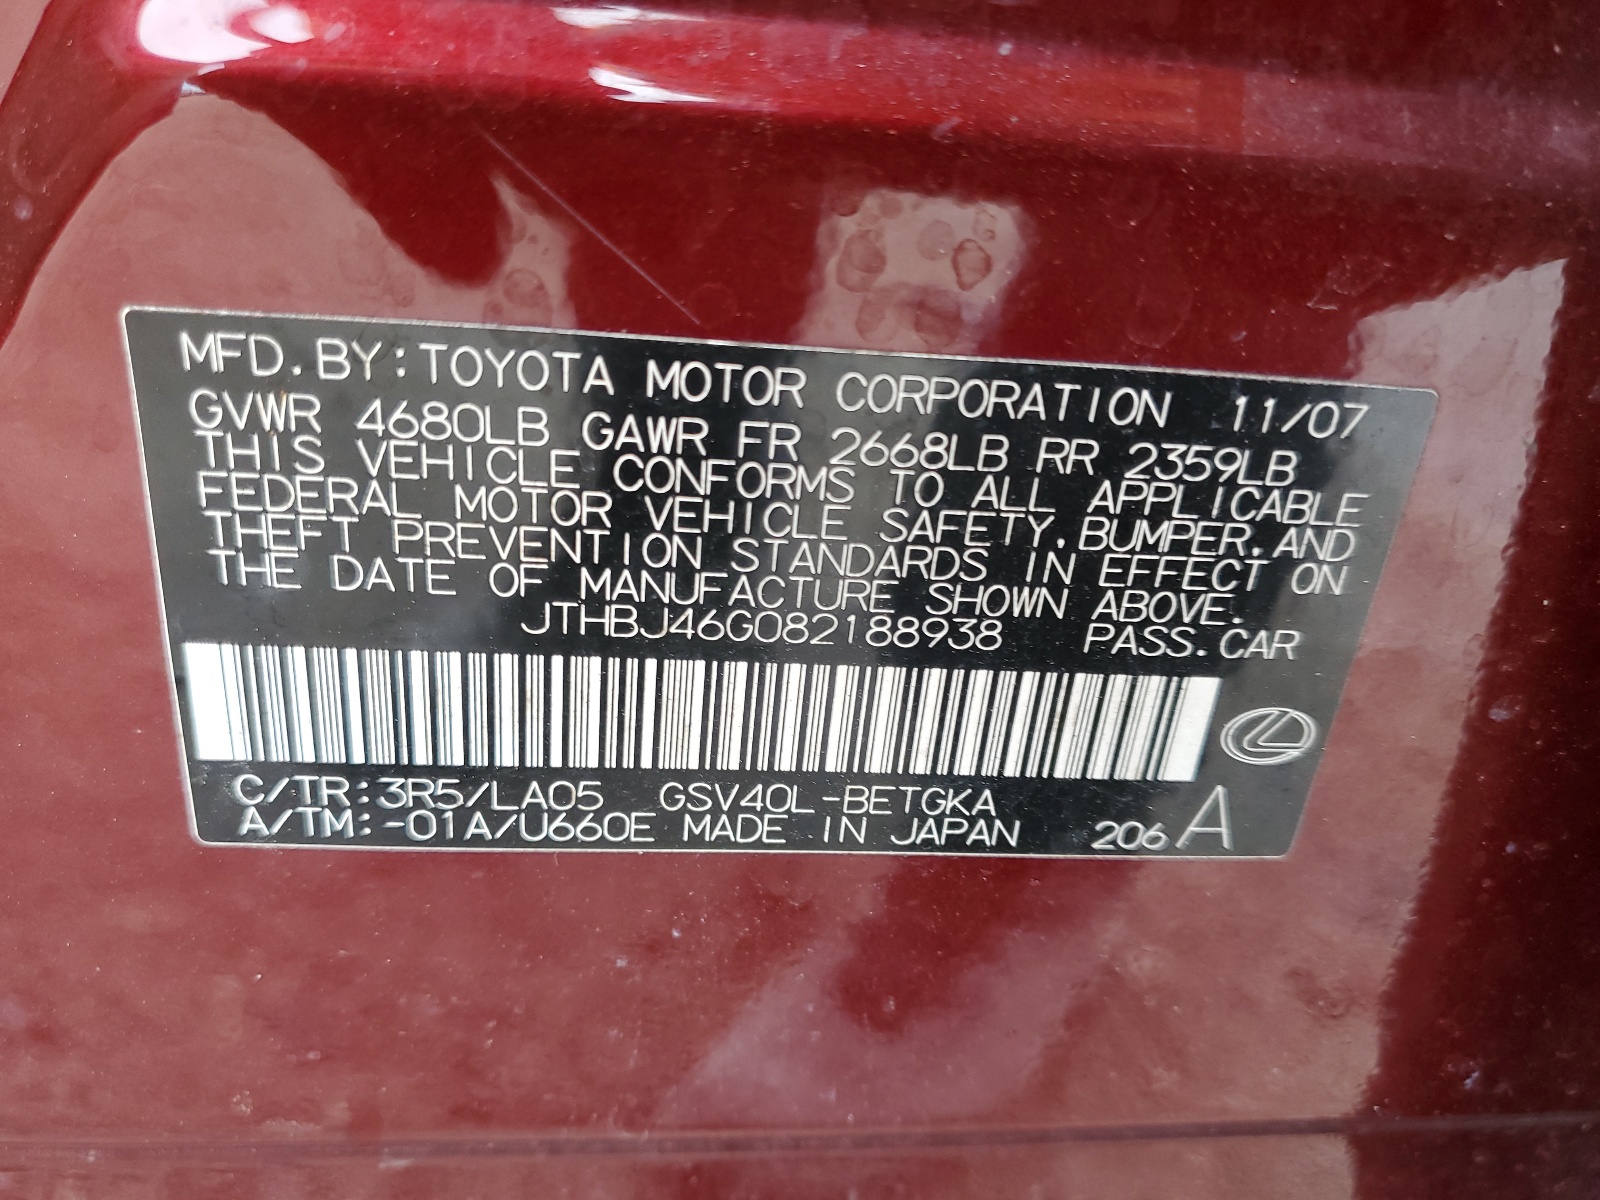 MFD. BY: TOYOTA MOTOR CORPORATION 11/07
GVWR 4680LB GAWR FR 2668LB RR 2359LB
THIS VEHICLE CONFORMS TO ALL APPLICABLE
FEDERAL MOTOR VEHICLE SAFETY, BUMPER, AND
THEFT PREVENTION STANDARDS IN EFFECT ON
THE DATE OF MANUFACTURE SHOWN ABOVE.
JTHBJ46G082188938 PASS. CAR
C/TR: 3R5/LA05 GSV40L-BETGKA
A/TM: -01A/U660E MADE IN JAPAN 206 A